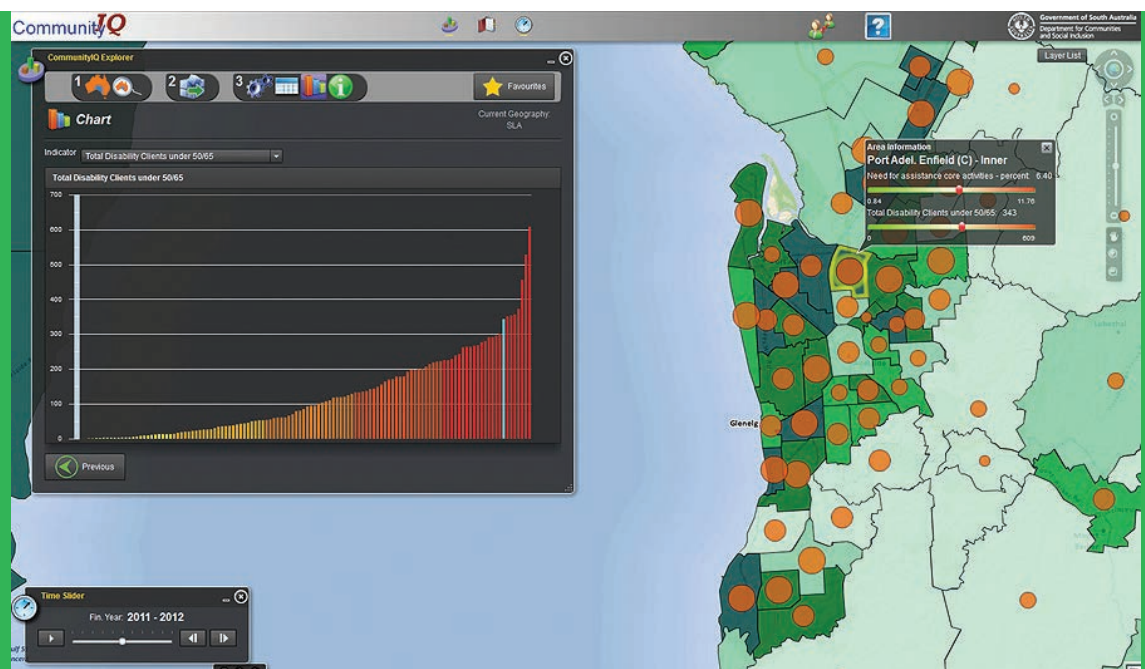 CommunityIQ
Government of South Australia
Department for Communities
and Social Inclusion
CommunityIQ Explorer
1
2
3
Favourites
Chart
Current Geography:
SLA
Indicator
Total Disability Clients under 50/65
Total Disability Clients under 50/65
700
600
500
400
300
200
100
0
Previous
Layer List
Area Information
Port Adel. Enfield (C) - Inner
Need for assistance core activities - percent: 6.40
0.84 11.76
Total Disability Clients under 50/65: 343
0 609
Glenelg
Time Slider
Fin. Year: 2011 - 2012